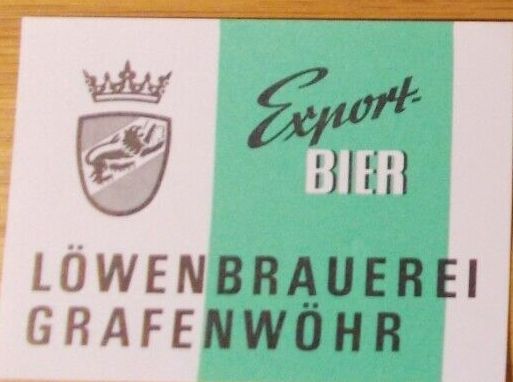 Export-
BIER
LÖWENBRAUEREI
GRAFENWÖHR